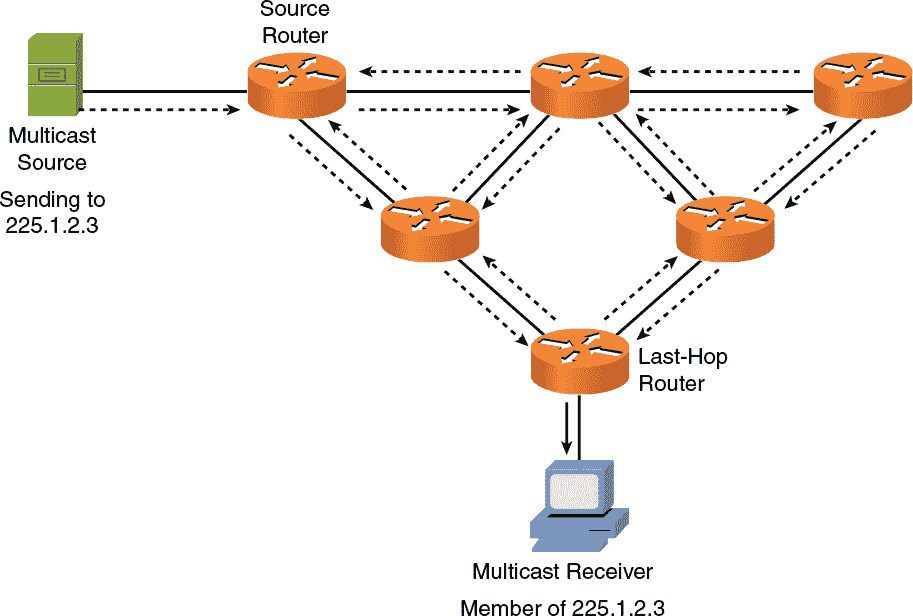 Source
Router
Multicast
Source
Sending to
225.1.2.3
Last-Hop
Router
Multicast Receiver
Member of 225.1.2.3